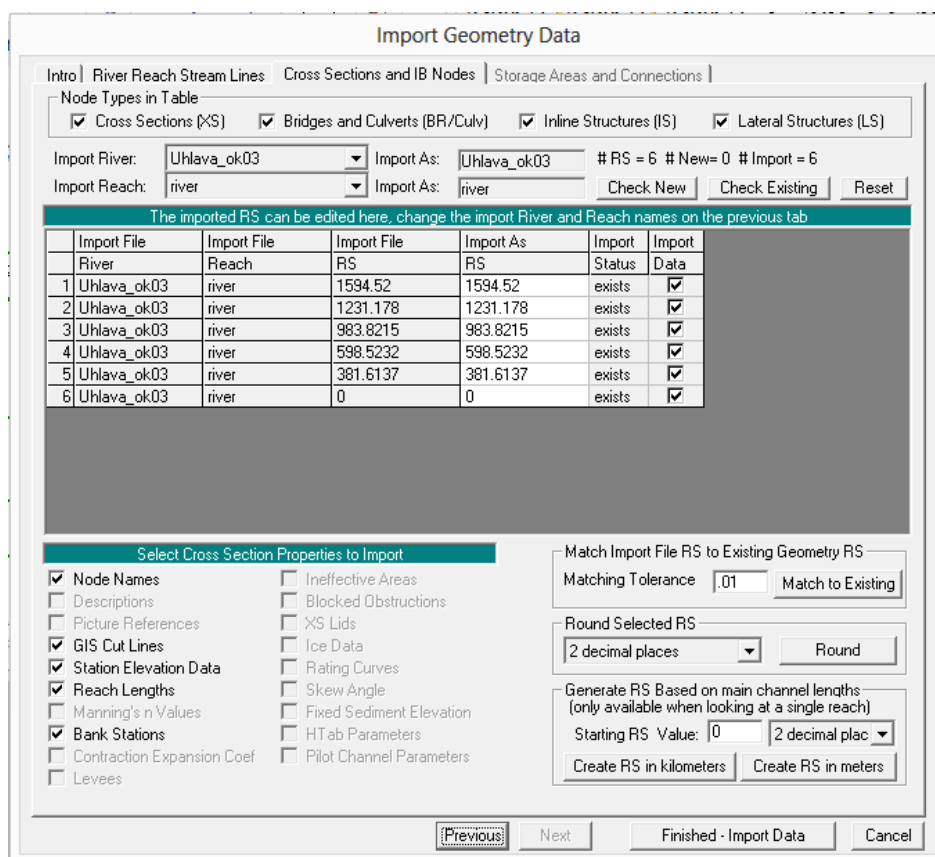 Import Geometry Data
Intro River Reach Stream Lines Cross Sections and IB Nodes Storage Areas and Connections
Node Types in Table
Cross Sections (XS) Bridges and Culverts (BR/Culv) Inline Structures (IS) Lateral Structures (LS)
Import River: Uhlava_ok03 Import As: Uhlava_ok03 # RS = 6 # New= 0 # Import = 6
Import Reach: river Import As: river Check New Check Existing Reset
The imported RS can be edited here, change the import River and Reach names on the previous tab
Import File Import File Import File Import As Import Import
River Reach RS RS Status Data
1 Uhlava_ok03 river 1594.52 1594.52 exists
2 Uhlava_ok03 river 1231.178 1231.178 exists
3 Uhlava_ok03 river 983.8215 983.8215 exists
4 Uhlava_ok03 river 598.5232 598.5232 exists
5 Uhlava_ok03 river 381.6137 381.6137 exists
6 Uhlava_ok03 river 0 0 exists
Select Cross Section Properties to Import
Node Names Ineffective Areas
Descriptions Blocked Obstructions
Picture References XS Lids
GIS Cut Lines Ice Data
Station Elevation Data Rating Curves
Reach Lengths Skew Angle
Manning's n Values Fixed Sediment Elevation
Bank Stations HTab Parameters
Contraction Expansion Coef Pilot Channel Parameters
Levees
Match Import File RS to Existing Geometry RS
Matching Tolerance .01 Match to Existing
Round Selected RS
2 decimal places Round
Generate RS Based on main channel lengths
(only available when looking at a single reach)
Starting RS Value: 0 2 decimal plac
Create RS in kilometers Create RS in meters
Previous Next Finished - Import Data Cancel